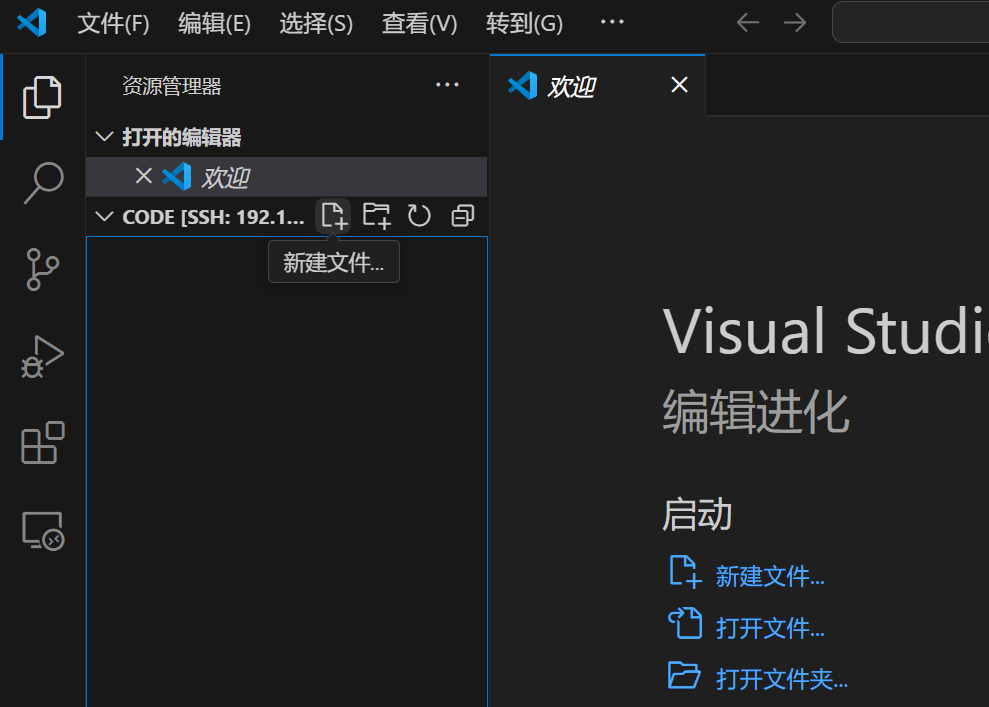 文件(F) 编辑(E) 选择(S) 查看(V) 转到(G) ···
资源管理器 ···
欢迎
打开的编辑器
欢迎
CODE [SSH: 192.1...
新建文件...
Visual Studi
编辑进化
启动
新建文件...
打开文件...
打开文件夹...